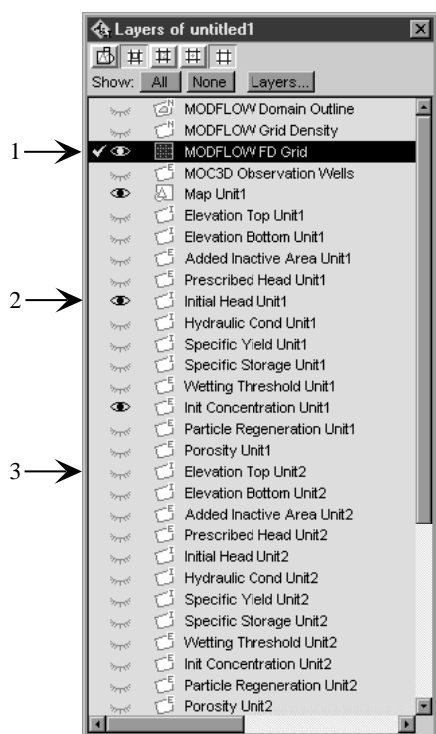 Layers of untitled1
Show: All None Layers...
MODFLOW Domain Outline
MODFLOW Grid Density
1 MODFLOW FD Grid
MOC3D Observation Wells
Map Unit1
Elevation Top Unit1
Elevation Bottom Unit1
Added Inactive Area Unit1
Prescribed Head Unit1
2 Initial Head Unit1
Hydraulic Cond Unit1
Specific Yield Unit1
Specific Storage Unit1
Wetting Threshold Unit1
Init Concentration Unit1
Particle Regeneration Unit1
Porosity Unit1
3 Elevation Top Unit2
Elevation Bottom Unit2
Added Inactive Area Unit2
Prescribed Head Unit2
Initial Head Unit2
Hydraulic Cond Unit2
Specific Yield Unit2
Specific Storage Unit2
Wetting Threshold Unit2
Init Concentration Unit2
Particle Regeneration Unit2
Porosity Unit2